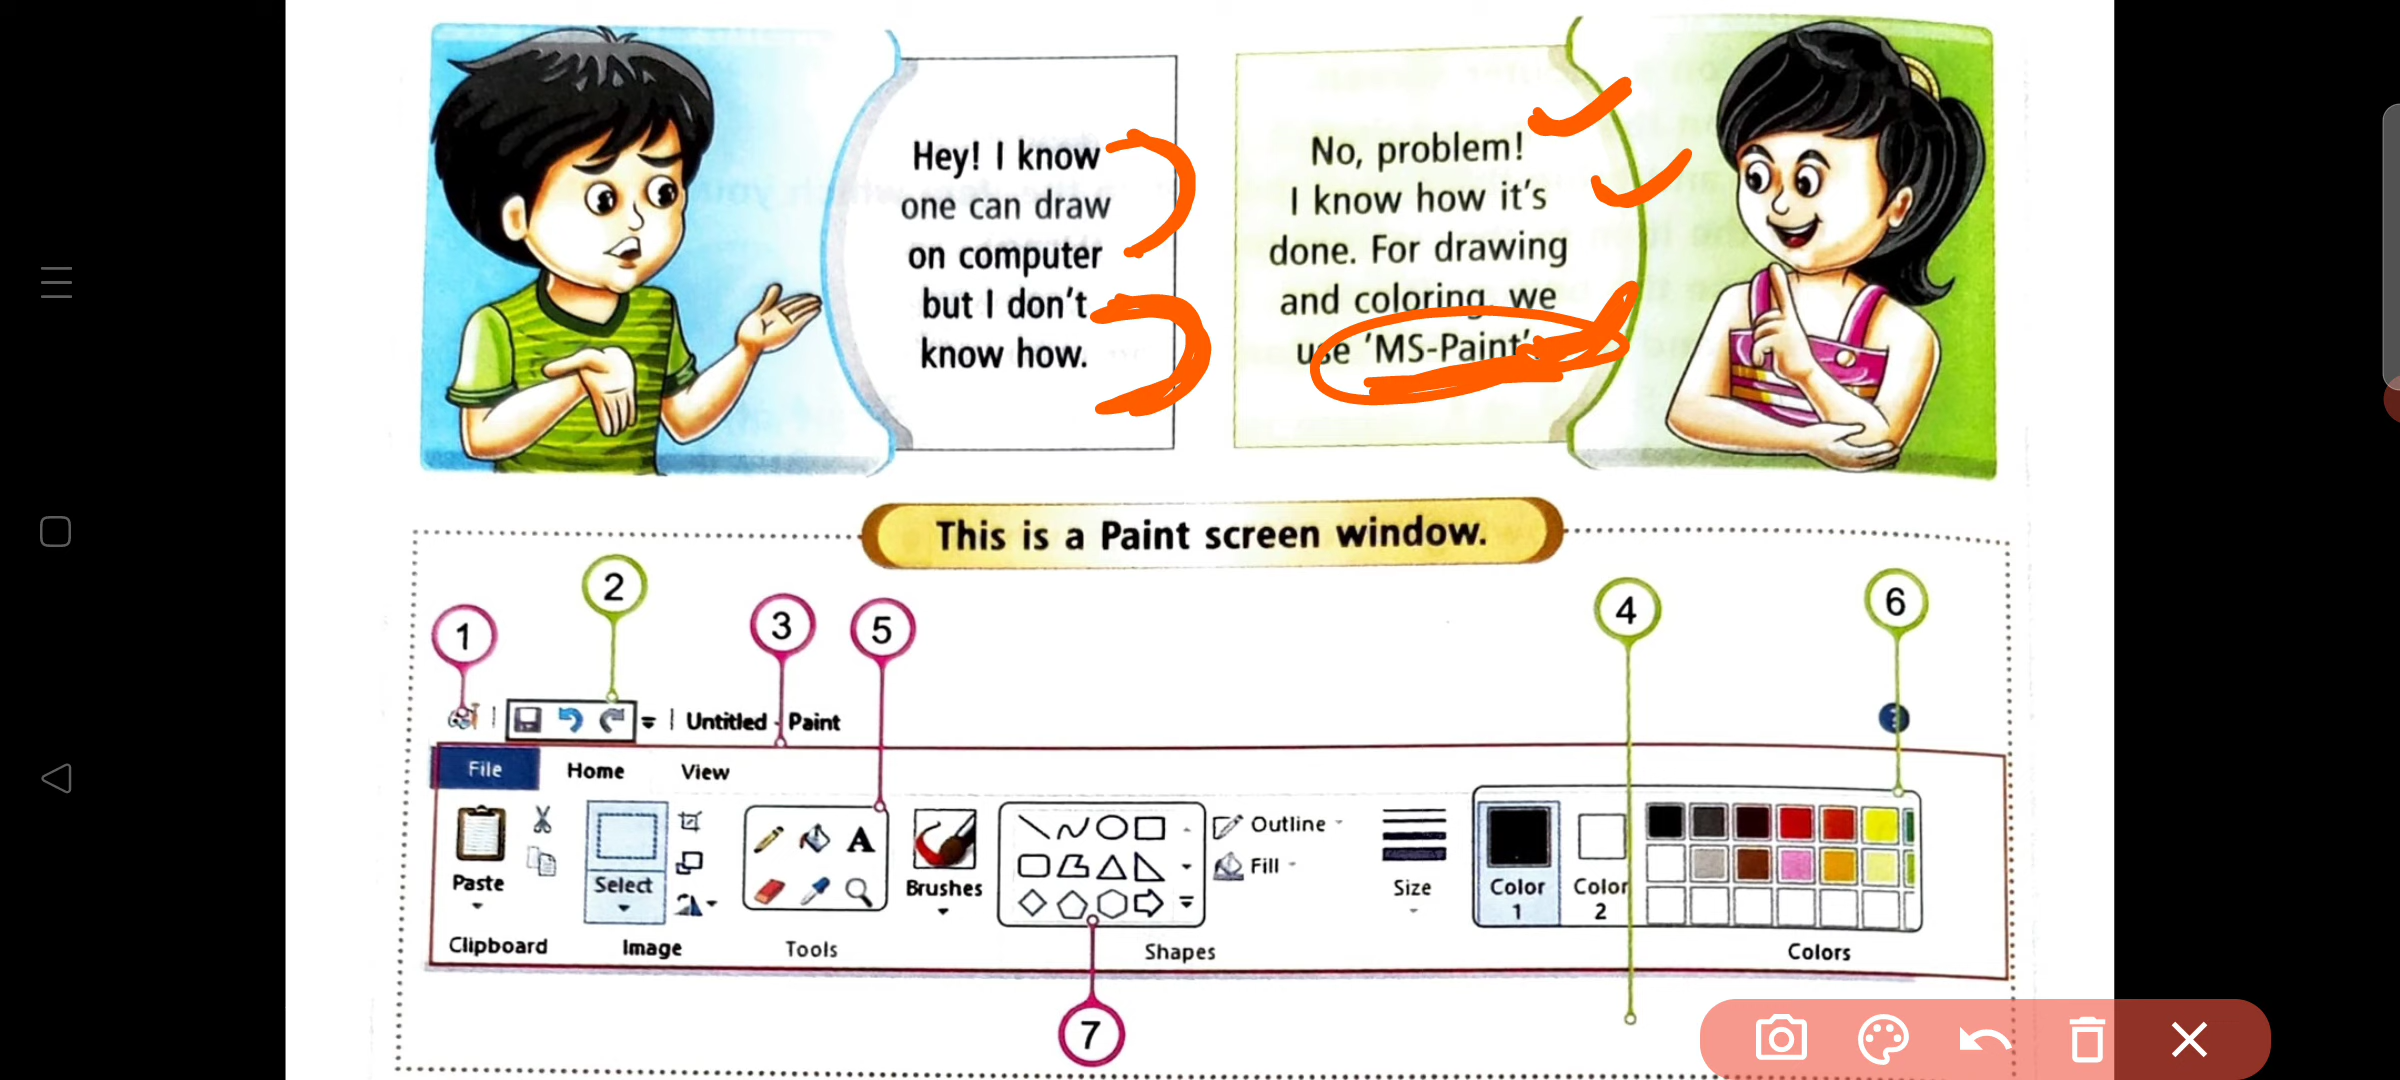 Hey! I know
one can draw
on computer
but I don't
know how.
No, problem!
I know how it's
done. For drawing
and coloring, we
use 'MS-Paint'
This is a Paint screen window.
1
2
3
5
4
6
Untitled - Paint
?
File Home View
A
Outline
Fill
Paste
Select
Brushes
Size
Color 1
Color 2
Clipboard
Image
Tools
Shapes
Colors
7